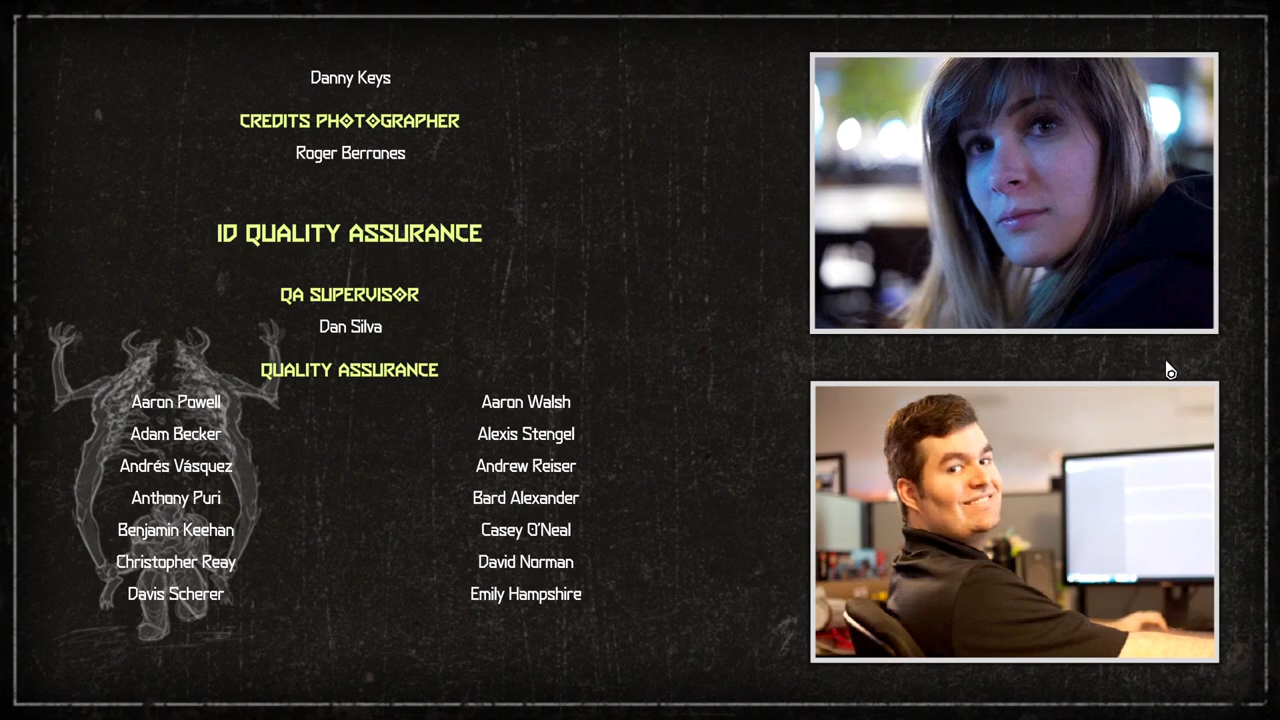 Danny Keys
CREDITS PHOTOGRAPHER
Roger Berrones
ID QUALITY ASSURANCE
QA SUPERVISOR
Dan Silva
QUALITY ASSURANCE
Aaron Powell
Aaron Walsh
Adam Becker
Alexis Stengel
Andrés Vásquez
Andrew Reiser
Anthony Puri
Bard Alexander
Benjamin Keehan
Casey O'Neal
Christopher Reay
David Norman
Davis Scherer
Emily Hampshire